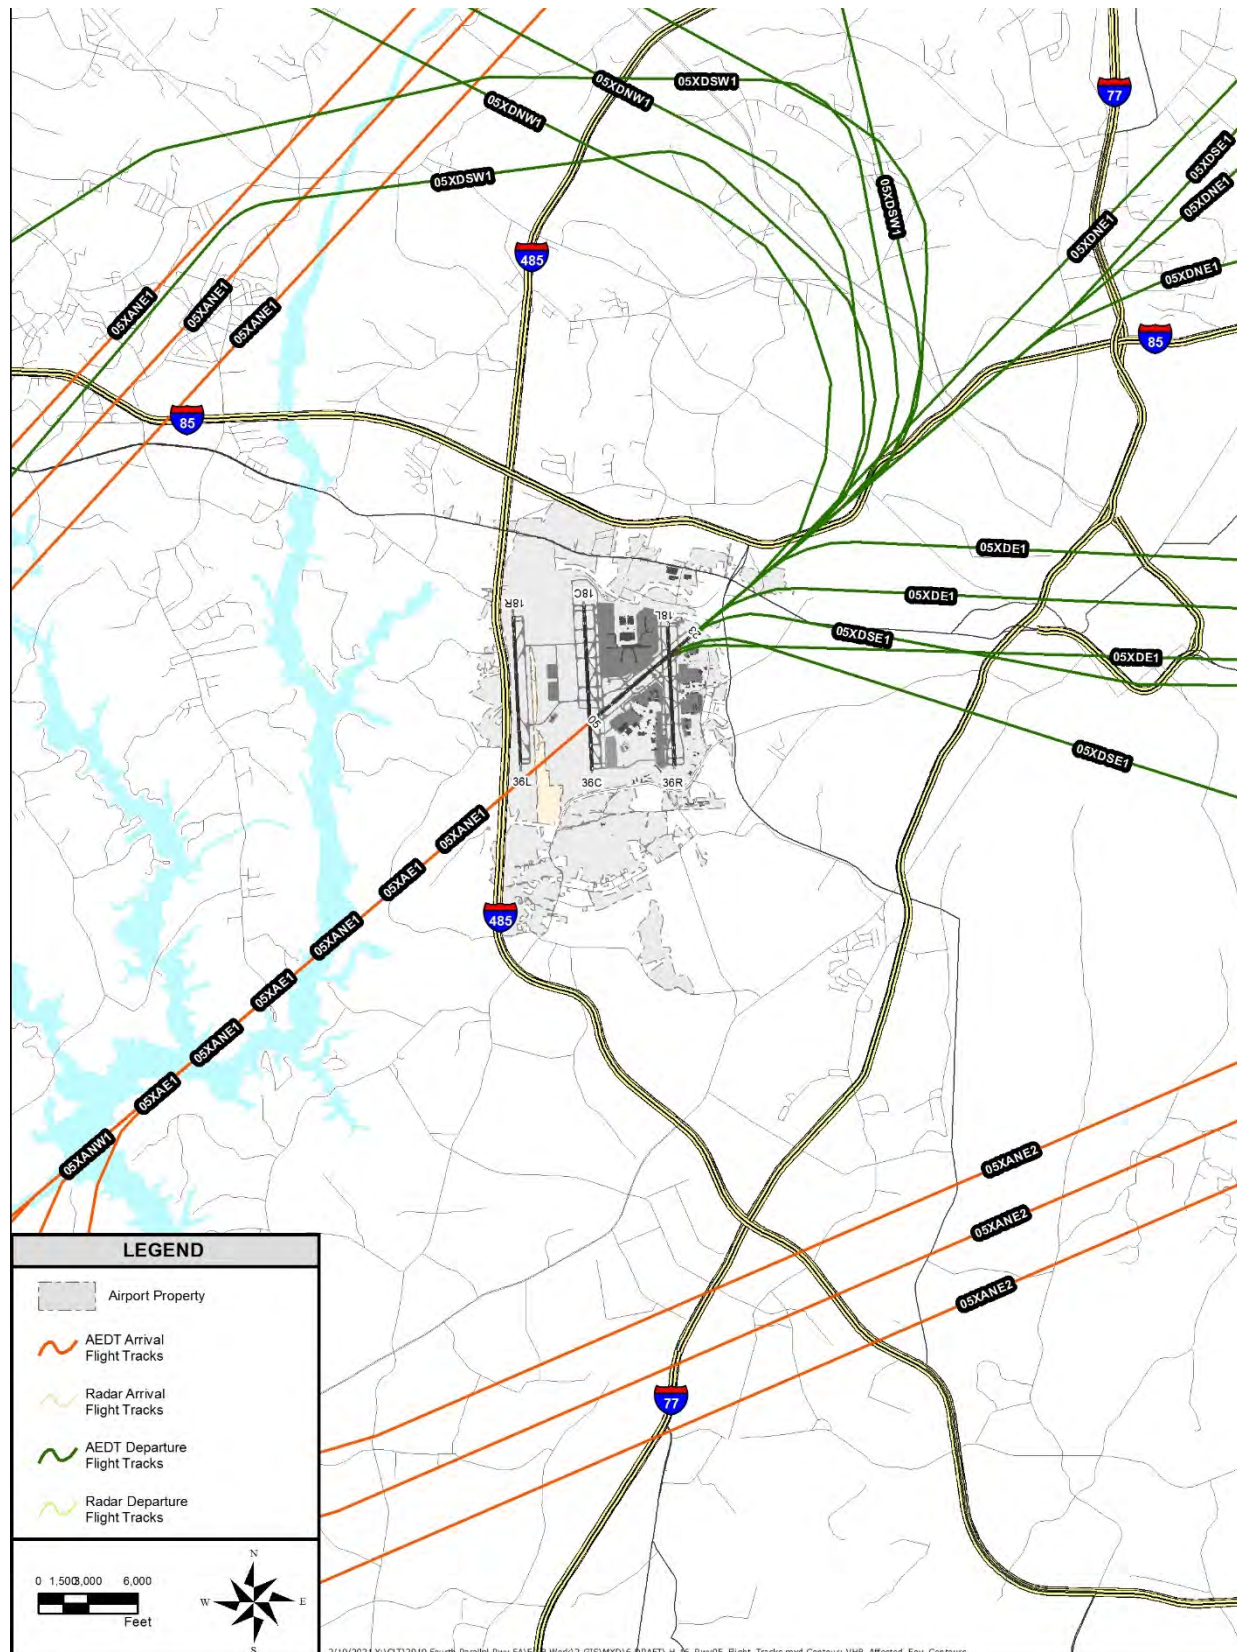 05XDNW1
05XDSW1
05XDNW1
77
05XDSE1
05XDSW1
05XDSW1
05XDNE1
05XDNE1
485
05XDNE1
05XANE1
05XANE1
05XANE1
85
85
05XDE1
18R
18C
18L
05XDE1
23
05XDSE1
05XDE1
05
05XDSE1
36L
36C
36R
05XANE1
05XAE1
485
05XANE1
05XAE1
05XANE1
05XAE1
05XANW1
05XANE2
05XANE2
05XANE2
77
LEGEND
Airport Property
AEDT Arrival
Flight Tracks
Radar Arrival
Flight Tracks
AEDT Departure
Flight Tracks
Radar Departure
Flight Tracks
N
W
E
S
0 1,500 3,000 6,000
Feet